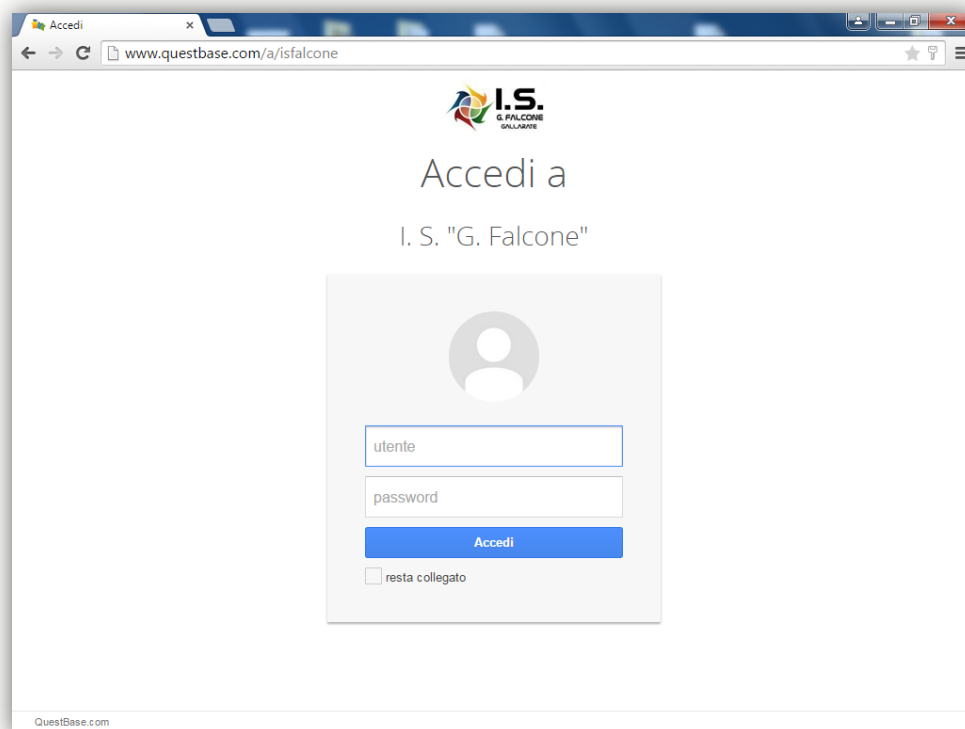 Accedi
www.questbase.com/a/isfalcone
I.S.
G. FALCONE
GALLARATE
Accedi a
I. S. "G. Falcone"
utente
password
Accedi
resta collegato
QuestBase.com